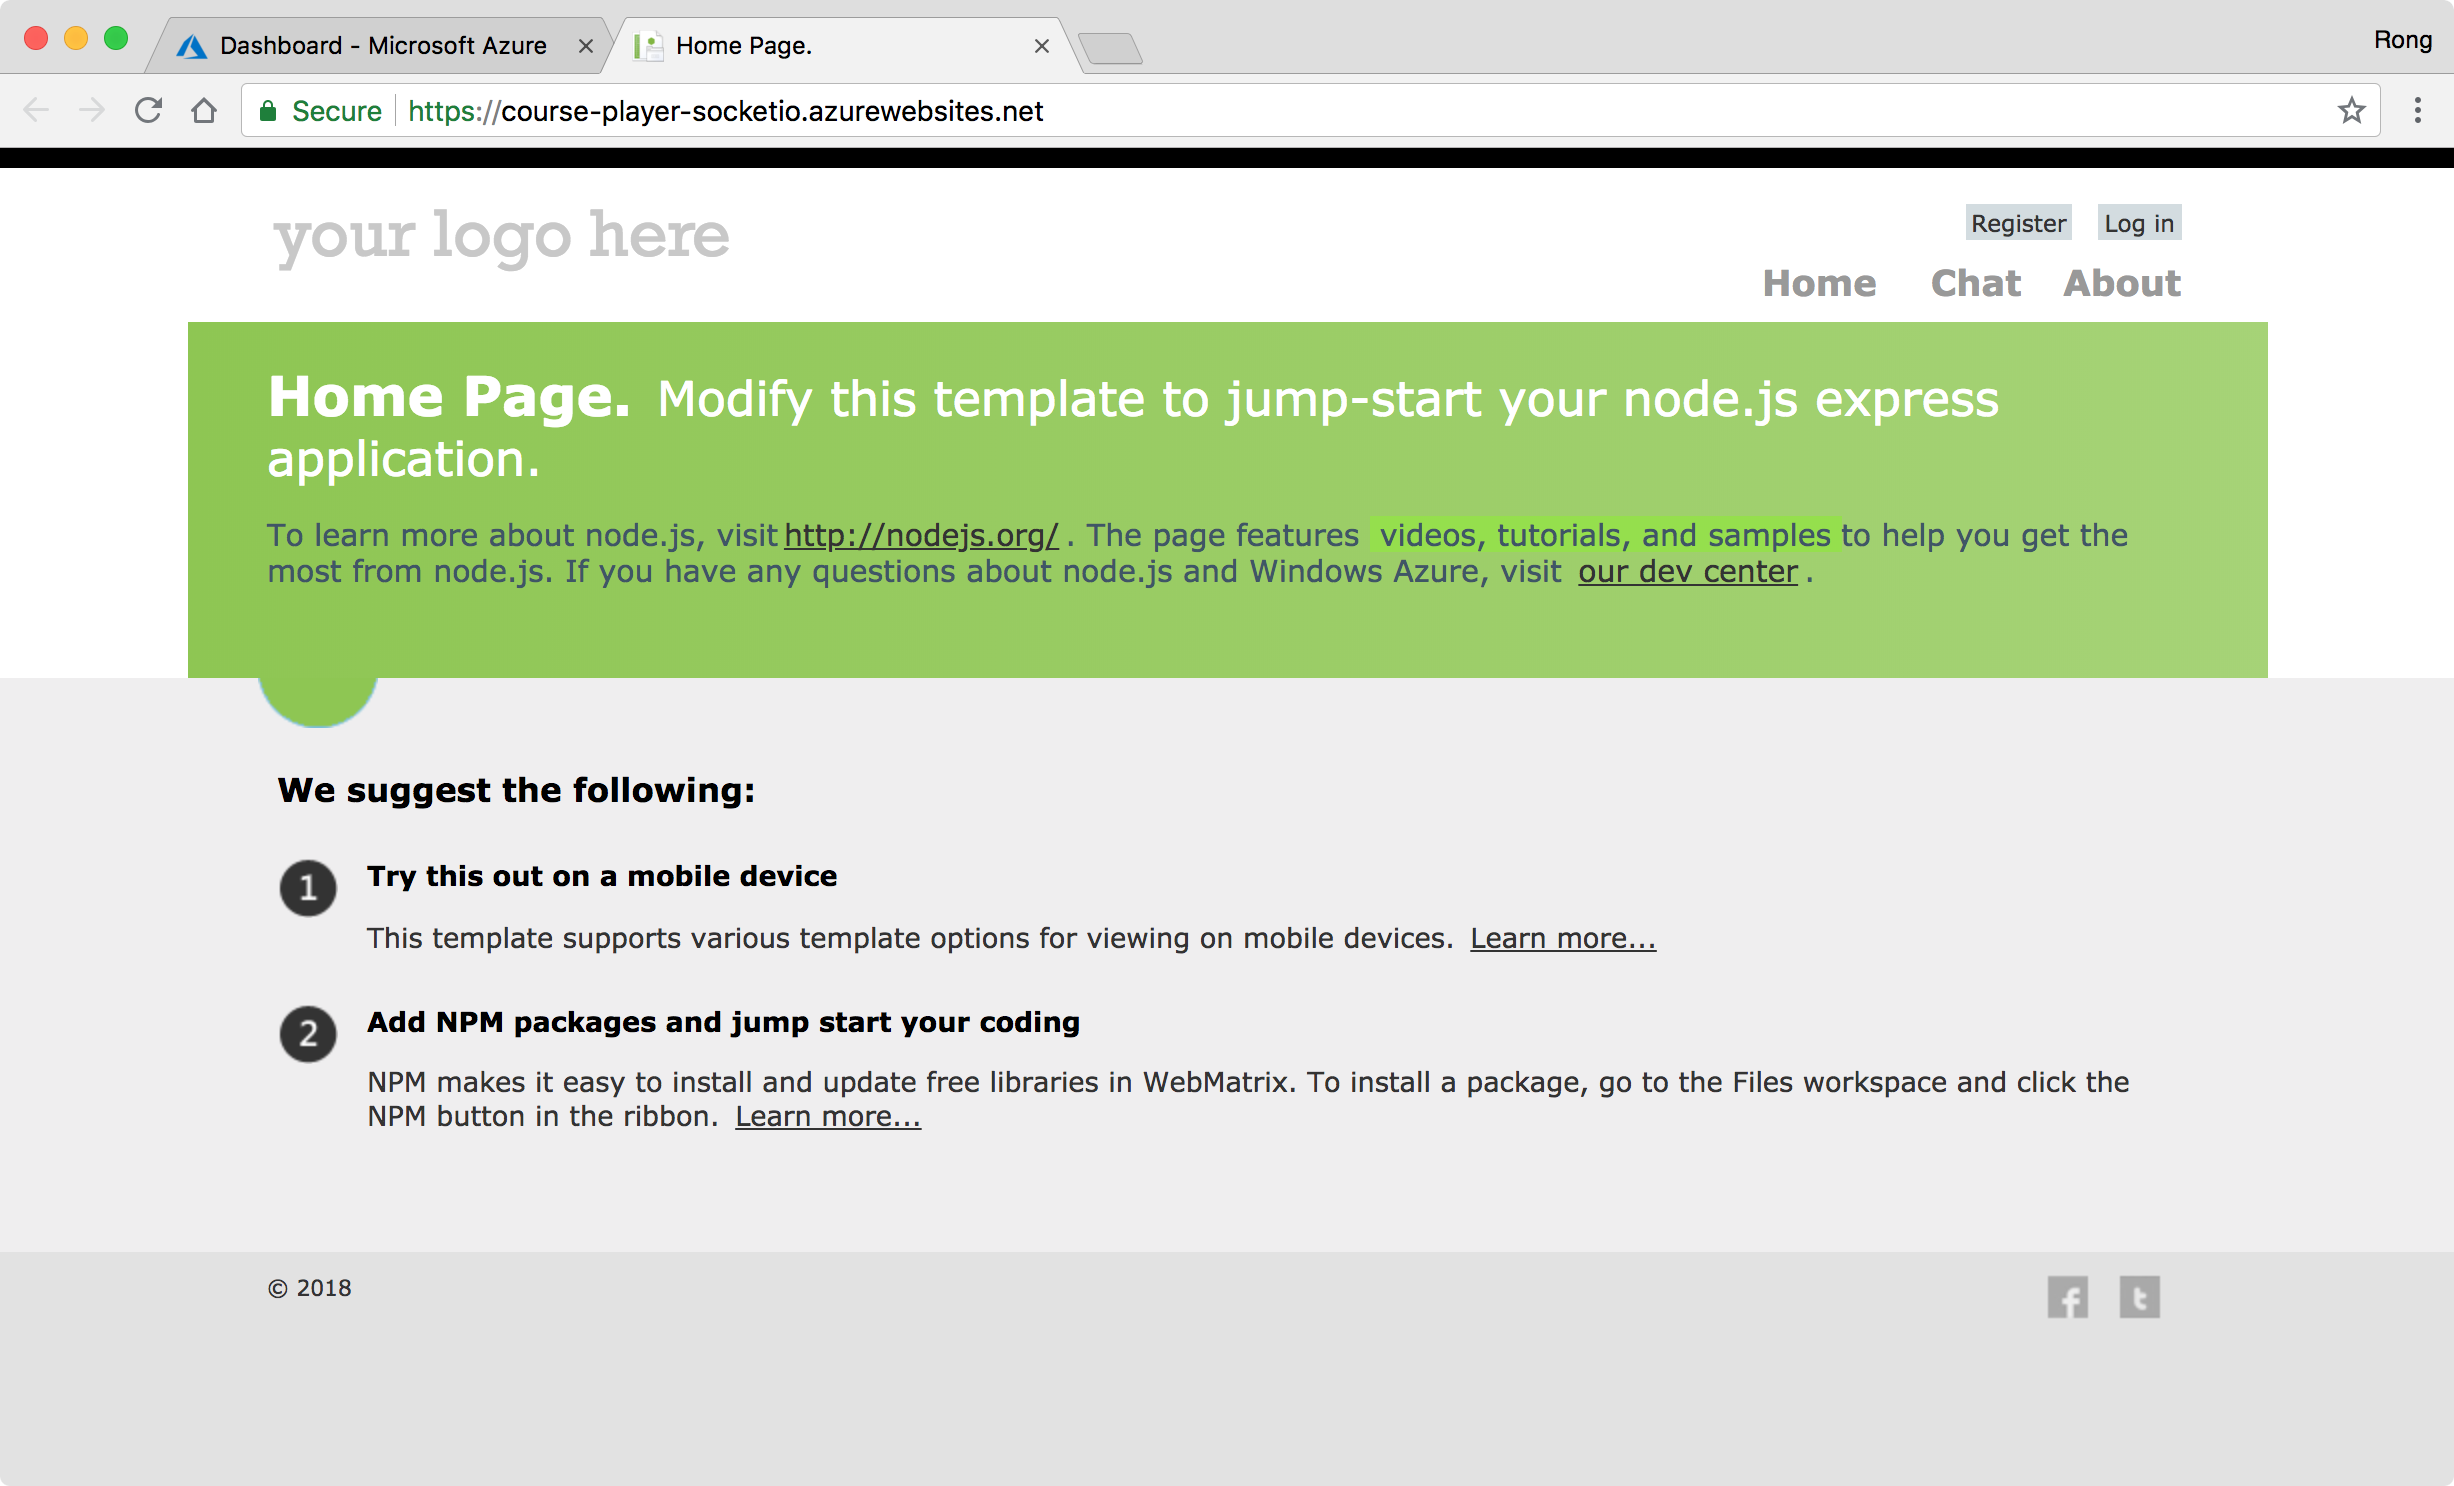 Dashboard - Microsoft Azure
Home Page.
Rong
Secure
https://course-player-socketio.azurewebsites.net
your logo here
Register
Log in
Home
Chat
About
Home Page. Modify this template to jump-start your node.js express
application.
To learn more about node.js, visit http://nodejs.org/ . The page features videos, tutorials, and samples to help you get the
most from node.js. If you have any questions about node.js and Windows Azure, visit our dev center .
We suggest the following:
1
Try this out on a mobile device
This template supports various template options for viewing on mobile devices. Learn more...
2
Add NPM packages and jump start your coding
NPM makes it easy to install and update free libraries in WebMatrix. To install a package, go to the Files workspace and click the
NPM button in the ribbon. Learn more...
© 2018
f
t